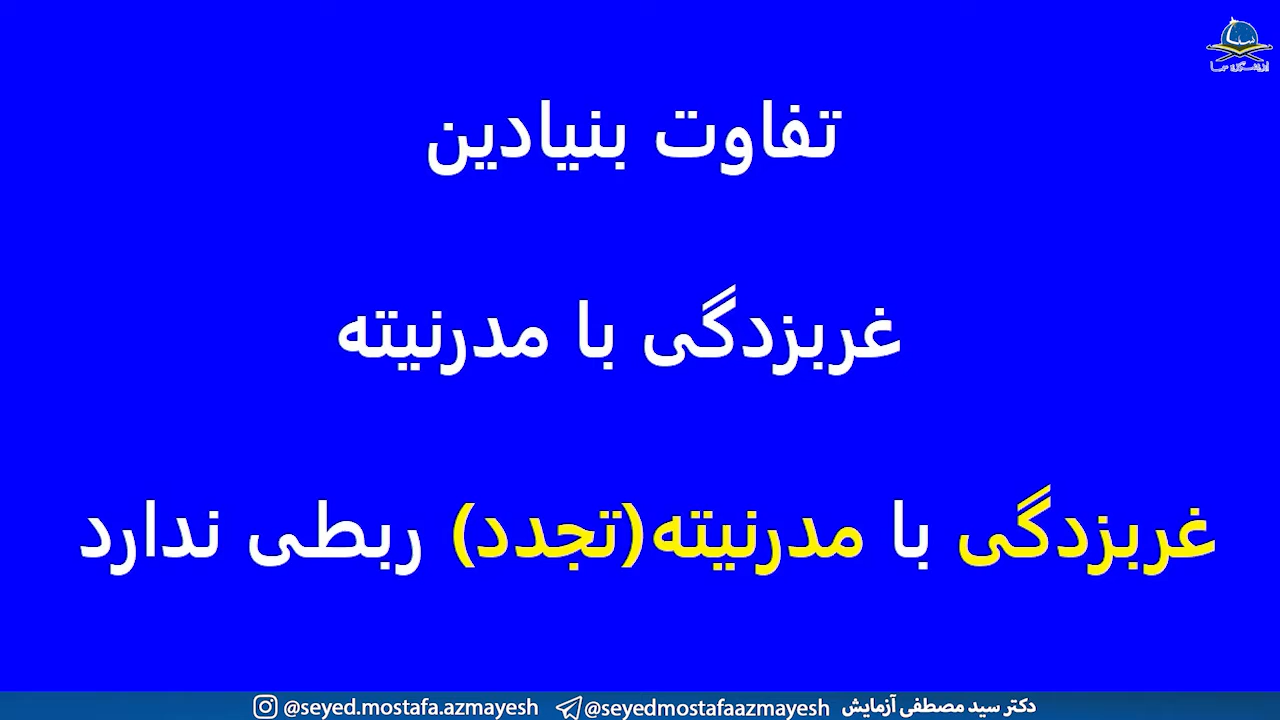 تفاوت بنیادین
غربزدگی با مدرنیته
غربزدگی با مدرنیته(تجدد) ربطی ندارد
@seyed.mostafa.azmayesh @seyedmostafaazmayesh دکتر سید مصطفی آزمایش